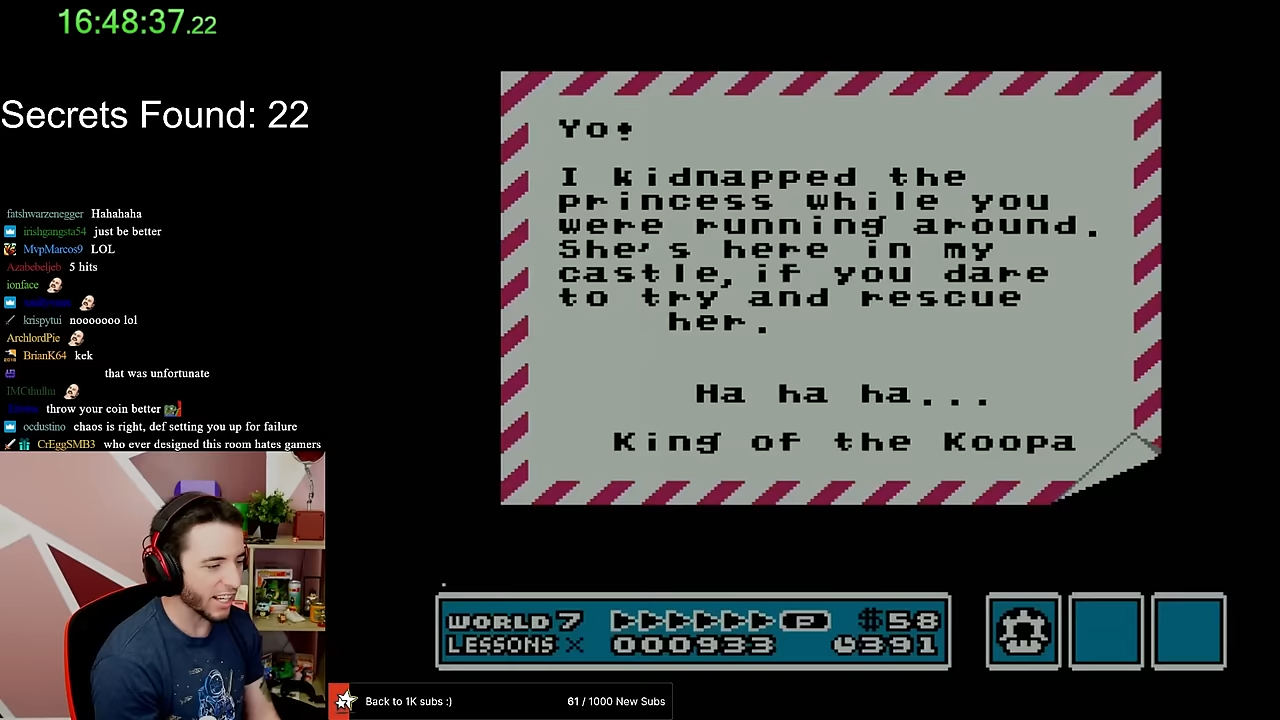 16:48:37.22
Secrets Found: 22
fatshwarzenegger Hahahaha
irishgangsta54 just be better
MvpMarcos9 LOL
Azabebeljeb 5 hits
ionface
krispytui nooooooo lol
ArchlordPie
BrianK64 kek
that was unfortunate
IMCthulhu
throw your coin better
ocdustino chaos is right, def setting you up for failure
CrEggSMB3 who ever designed this room hates gamers
Yo!
I kidnapped the
princess while you
were running around.
She's here in my
castle, if you dare
to try and rescue
her.
Ha ha ha...
King of the Koopa
WORLD 7 P #58
LESSONS × 000933 391
Back to 1K subs :) 61 / 1000 New Subs